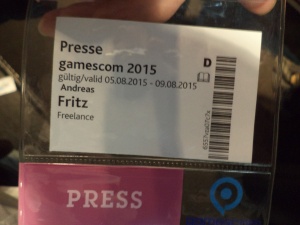 Presse
gamescom 2015
gültig/valid 05.08.2015 - 09.08.2015
Andreas
Fritz
Freelance
D
PRESS